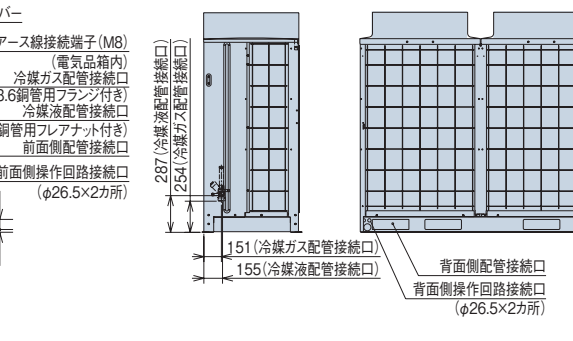 バー
アース線接続端子(M8)
(電気品箱内)
冷媒ガス配管接続口
3.6銅管用フランジ付き)
冷媒液配管接続口
銅管用フレアナット付き)
前面側配管接続口
前面側操作回路接続口
(φ26.5×2カ所)
287(冷媒液配管接続口)
254(冷媒ガス配管接続口)
151(冷媒ガス配管接続口)
155(冷媒液配管接続口)
背面側配管接続口
背面側操作回路接続口
(φ26.5×2カ所)